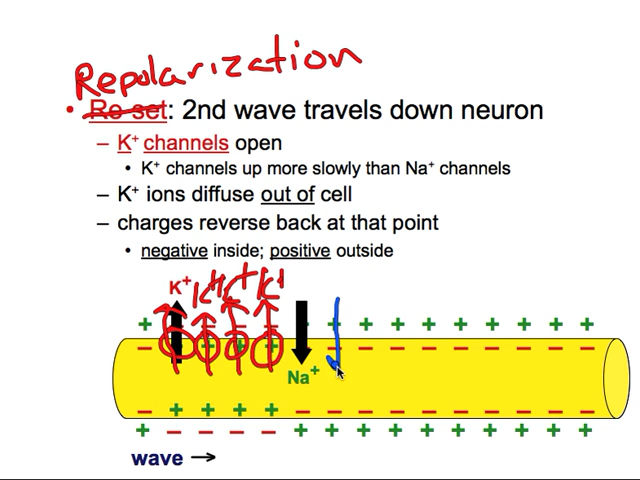 Repolarization
• Re-set: 2nd wave travels down neuron
– K+ channels open
• K+ channels up more slowly than Na+ channels
– K+ ions diffuse out of cell
– charges reverse back at that point
• negative inside; positive outside
K+ K+ K+ K+
+ – – – – + + + + + + + + + +
– + + + + – – – – – – – – –
Na+
– + + + + – – – – – – – – – –
+ – – – – + + + + + + + + + +
wave →